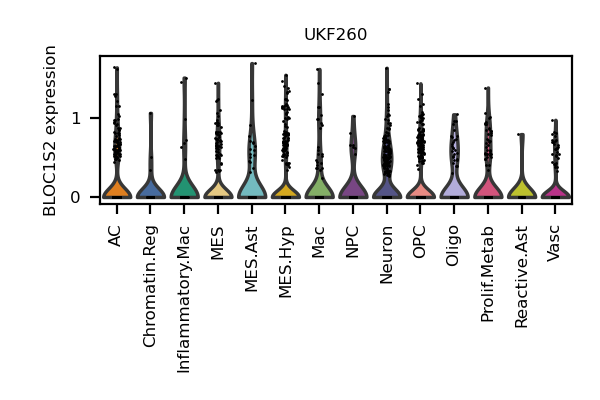 UKF260
BLOC1S2 expression
1
0
AC
Chromatin.Reg
Inflammatory.Mac
MES
MES.Ast
MES.Hyp
Mac
NPC
Neuron
OPC
Oligo
Prolif.Metab
Reactive.Ast
Vasc